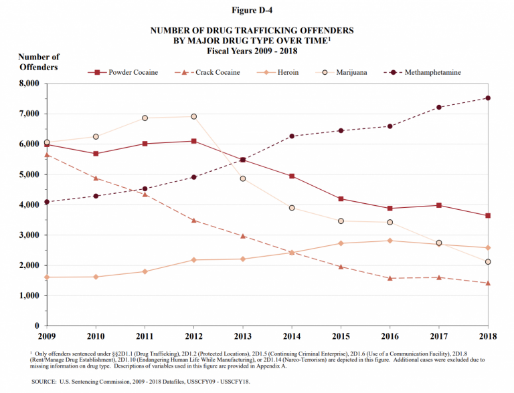 Figure D-4
NUMBER OF DRUG TRAFFICKING OFFENDERS
BY MAJOR DRUG TYPE OVER TIME¹
Fiscal Years 2009 - 2018
Number of
Offenders
Powder Cocaine Crack Cocaine Heroin Marijuana Methamphetamine
8,000
7,000
6,000
5,000
4,000
3,000
2,000
1,000
0
2009 2010 2011 2012 2013 2014 2015 2016 2017 2018
¹ Only offenders sentenced under §§2D1.1 (Drug Trafficking), 2D1.2 (Protected Locations), 2D1.5 (Continuing Criminal Enterprise), 2D1.6 (Use of a Communication Facility), 2D1.8
(Rent/Manage Drug Establishment), 2D1.10 (Endangering Human Life While Manufacturing), or 2D1.14 (Narco-Terrorism) are depicted in this figure. Additional cases were excluded due to
missing information on drug type. Descriptions of variables used in this figure are provided in Appendix A.
SOURCE: U.S. Sentencing Commission, 2009 - 2018 Datafiles, USSCFY09 - USSCFY18.